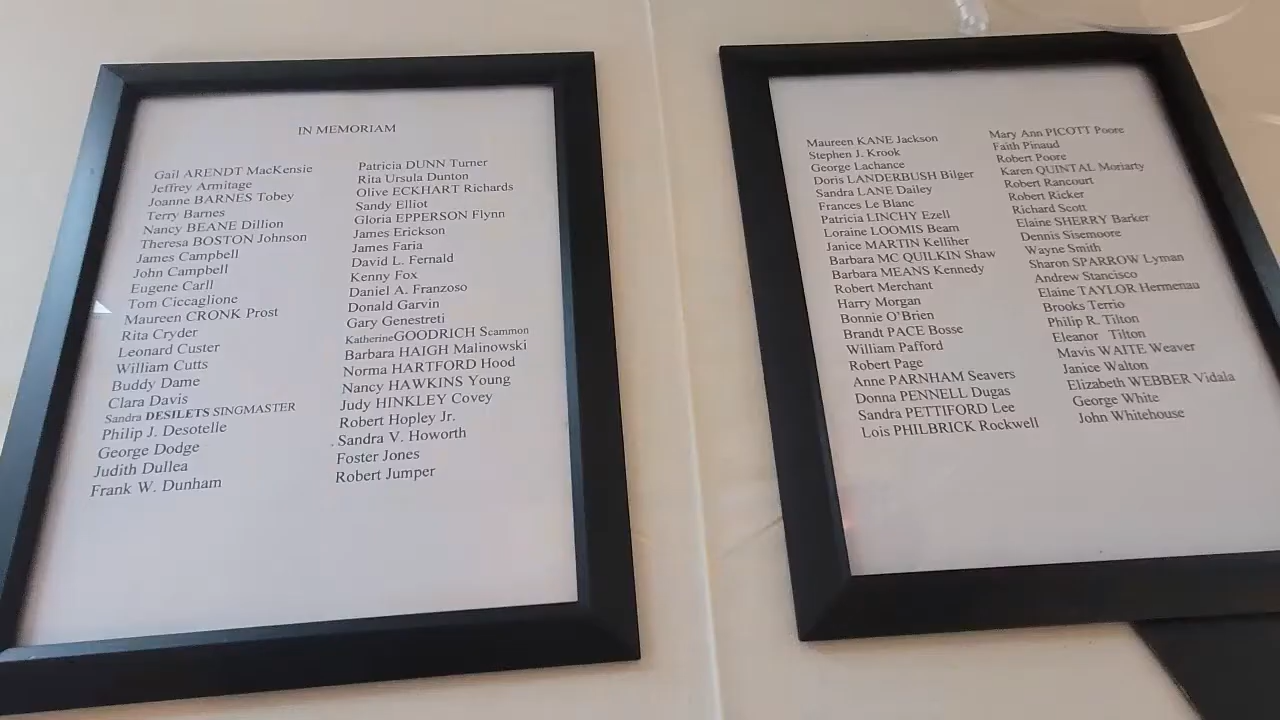 IN MEMORIAM
Gail ARENDT MacKensie
Jeffrey Armitage
Joanne BARNES Tobey
Terry Barnes
Nancy BEANE Dillion
Theresa BOSTON Johnson
James Campbell
John Campbell
Eugene Carll
Tom Ciccaglione
Maureen CRONK Prost
Rita Cryder
Leonard Custer
William Cutts
Buddy Dame
Clara Davis
Sandra DESILETS SINGMASTER
Philip J. Desotelle
George Dodge
Judith Dullea
Frank W. Dunham
Patricia DUNN Turner
Rita Ursula Dunton
Olive ECKHART Richards
Sandy Elliot
Gloria EPPERSON Flynn
James Erickson
James Faria
David L. Fernald
Kenny Fox
Daniel A. Franzoso
Donald Garvin
Gary Genestreti
KatherineGOODRICH Scammon
Barbara HAIGH Malinowski
Norma HARTFORD Hood
Nancy HAWKINS Young
Judy HINKLEY Covey
Robert Hopley Jr.
Sandra V. Howorth
Foster Jones
Robert Jumper
Maureen KANE Jackson
Stephen J. Krook
George Lachance
Doris LANDERBUSH Bilger
Sandra LANE Dailey
Frances Le Blanc
Patricia LINCHY Ezell
Loraine LOOMIS Beam
Janice MARTIN Kelliher
Barbara MC QUILKIN Shaw
Barbara MEANS Kennedy
Robert Merchant
Harry Morgan
Bonnie O'Brien
Brandt PACE Bosse
William Pafford
Robert Page
Anne PARNHAM Seavers
Donna PENNELL Dugas
Sandra PETTIFORD Lee
Lois PHILBRICK Rockwell
Mary Ann PICOTT Poore
Faith Pinaud
Robert Poore
Karen QUINTAL Moriarty
Robert Rancourt
Robert Ricker
Richard Scott
Elaine SHERRY Barker
Dennis Sisemoore
Wayne Smith
Sharon SPARROW Lyman
Andrew Stancisco
Elaine TAYLOR Hermenau
Brooks Terrio
Philip R. Tilton
Eleanor Tilton
Mavis WAITE Weaver
Janice Walton
Elizabeth WEBBER Vidala
George White
John Whitehouse